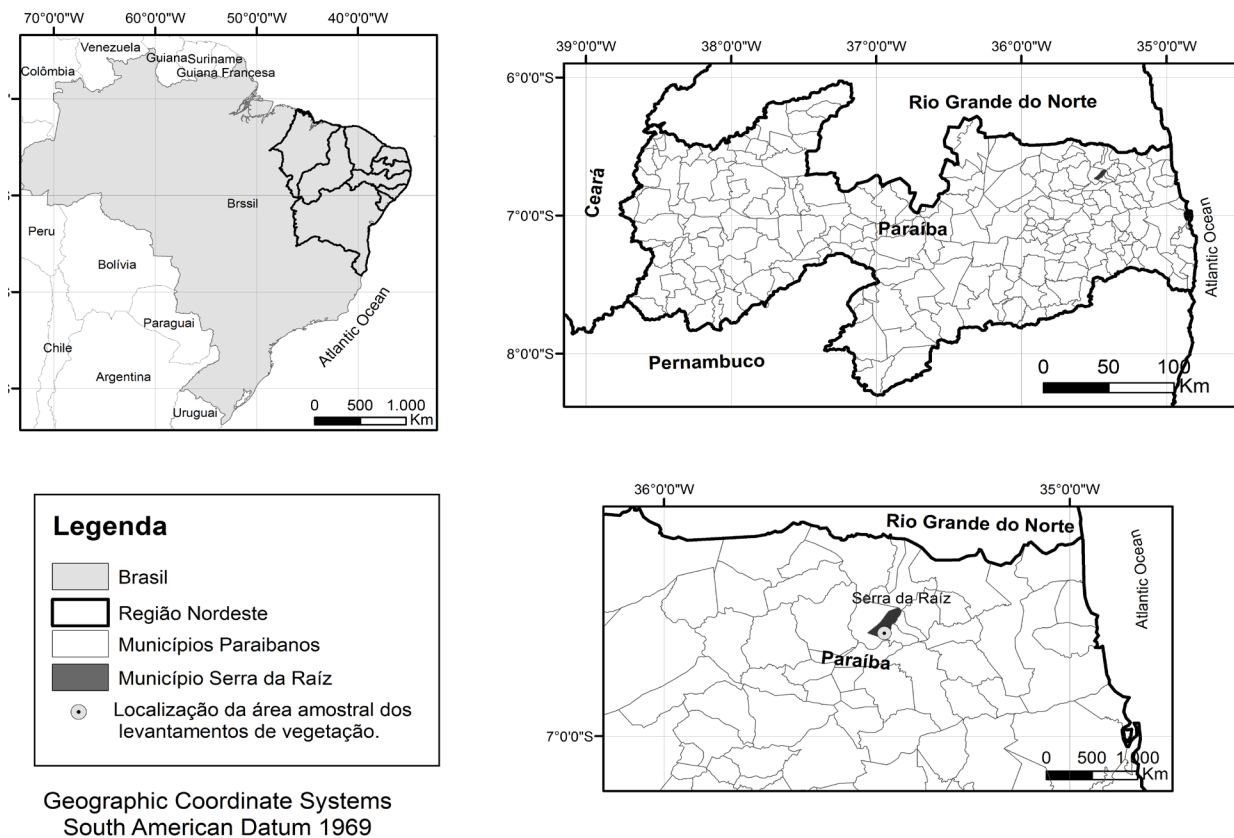 70°0'0"W 60°0'0"W 50°0'0"W 40°0'0"W
Venezuela
Guiana
Suriname
Guiana Francesa
Colômbia
Brssil
Peru
Bolívia
Paraguai
Chile
Argentina
Uruguai
Atlantic Ocean
0 500 1.000
Km
39°0'0"W 38°0'0"W 37°0'0"W 36°0'0"W 35°0'0"W
6°0'0"S
7°0'0"S
8°0'0"S
Rio Grande do Norte
Ceará
Paraíba
Pernambuco
Atlantic Ocean
0 50 100
Km
Legenda
Brasil
Região Nordeste
Municípios Paraibanos
Município Serra da Raíz
Localização da área amostral dos
levantamentos de vegetação.
Geographic Coordinate Systems
South American Datum 1969
36°0'0"W 35°0'0"W
Rio Grande do Norte
Serra da Raíz
Paraíba
Atlantic Ocean
7°0'0"S
0 500 1.000
Km